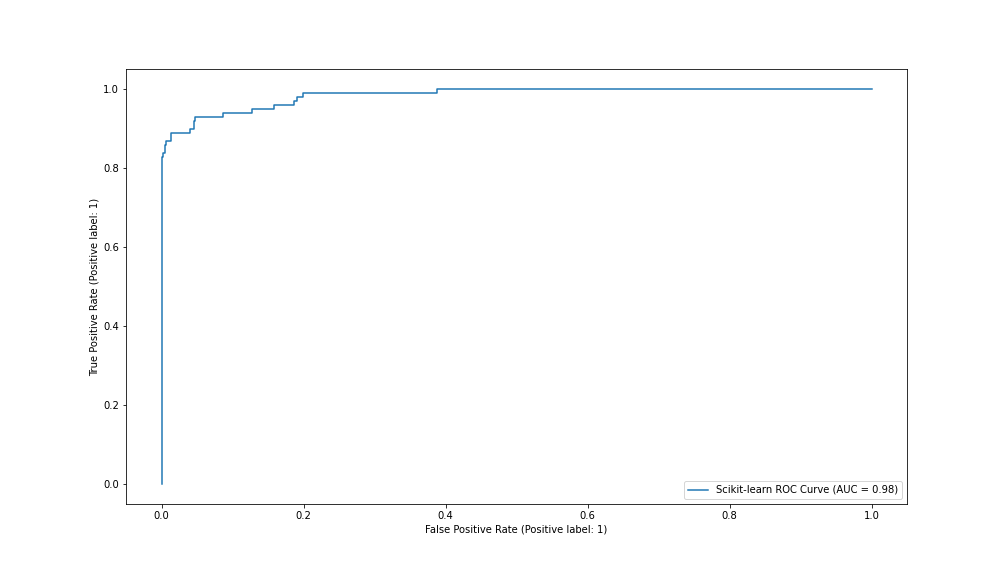 1.0
0.8
0.6
0.4
0.2
0.0
True Positive Rate (Positive label: 1)
Scikit-learn ROC Curve (AUC = 0.98)
0.0 0.2 0.4 0.6 0.8 1.0
False Positive Rate (Positive label: 1)